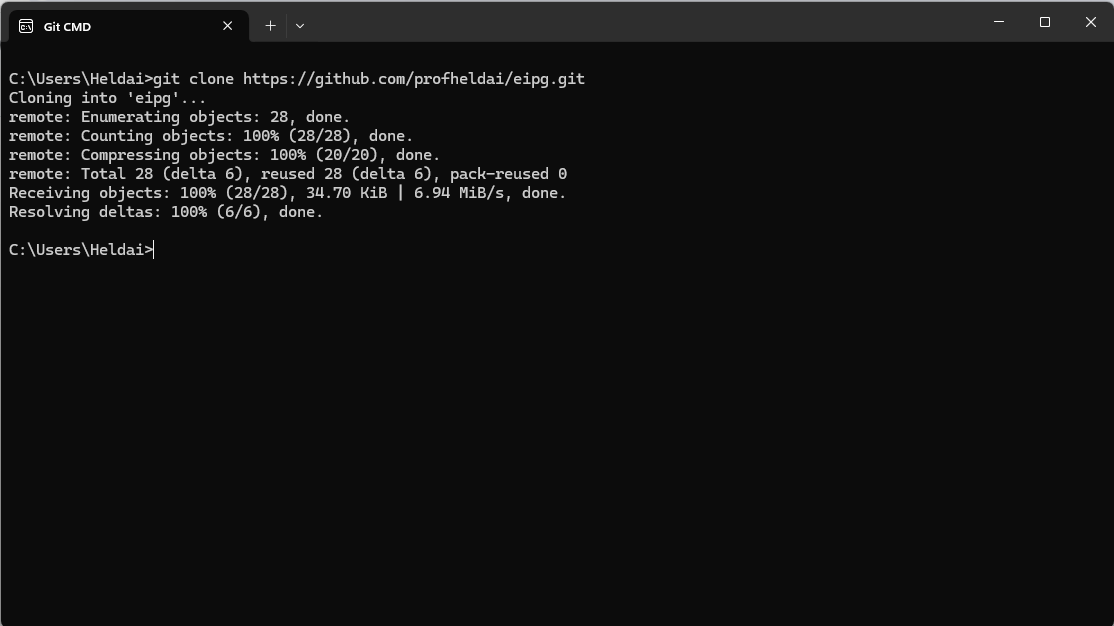 Git CMD
C:\Users\Heldai>git clone https://github.com/profheldai/eipg.git
Cloning into 'eipg'...
remote: Enumerating objects: 28, done.
remote: Counting objects: 100% (28/28), done.
remote: Compressing objects: 100% (20/20), done.
remote: Total 28 (delta 6), reused 28 (delta 6), pack-reused 0
Receiving objects: 100% (28/28), 34.70 KiB | 6.94 MiB/s, done.
Resolving deltas: 100% (6/6), done.
C:\Users\Heldai>